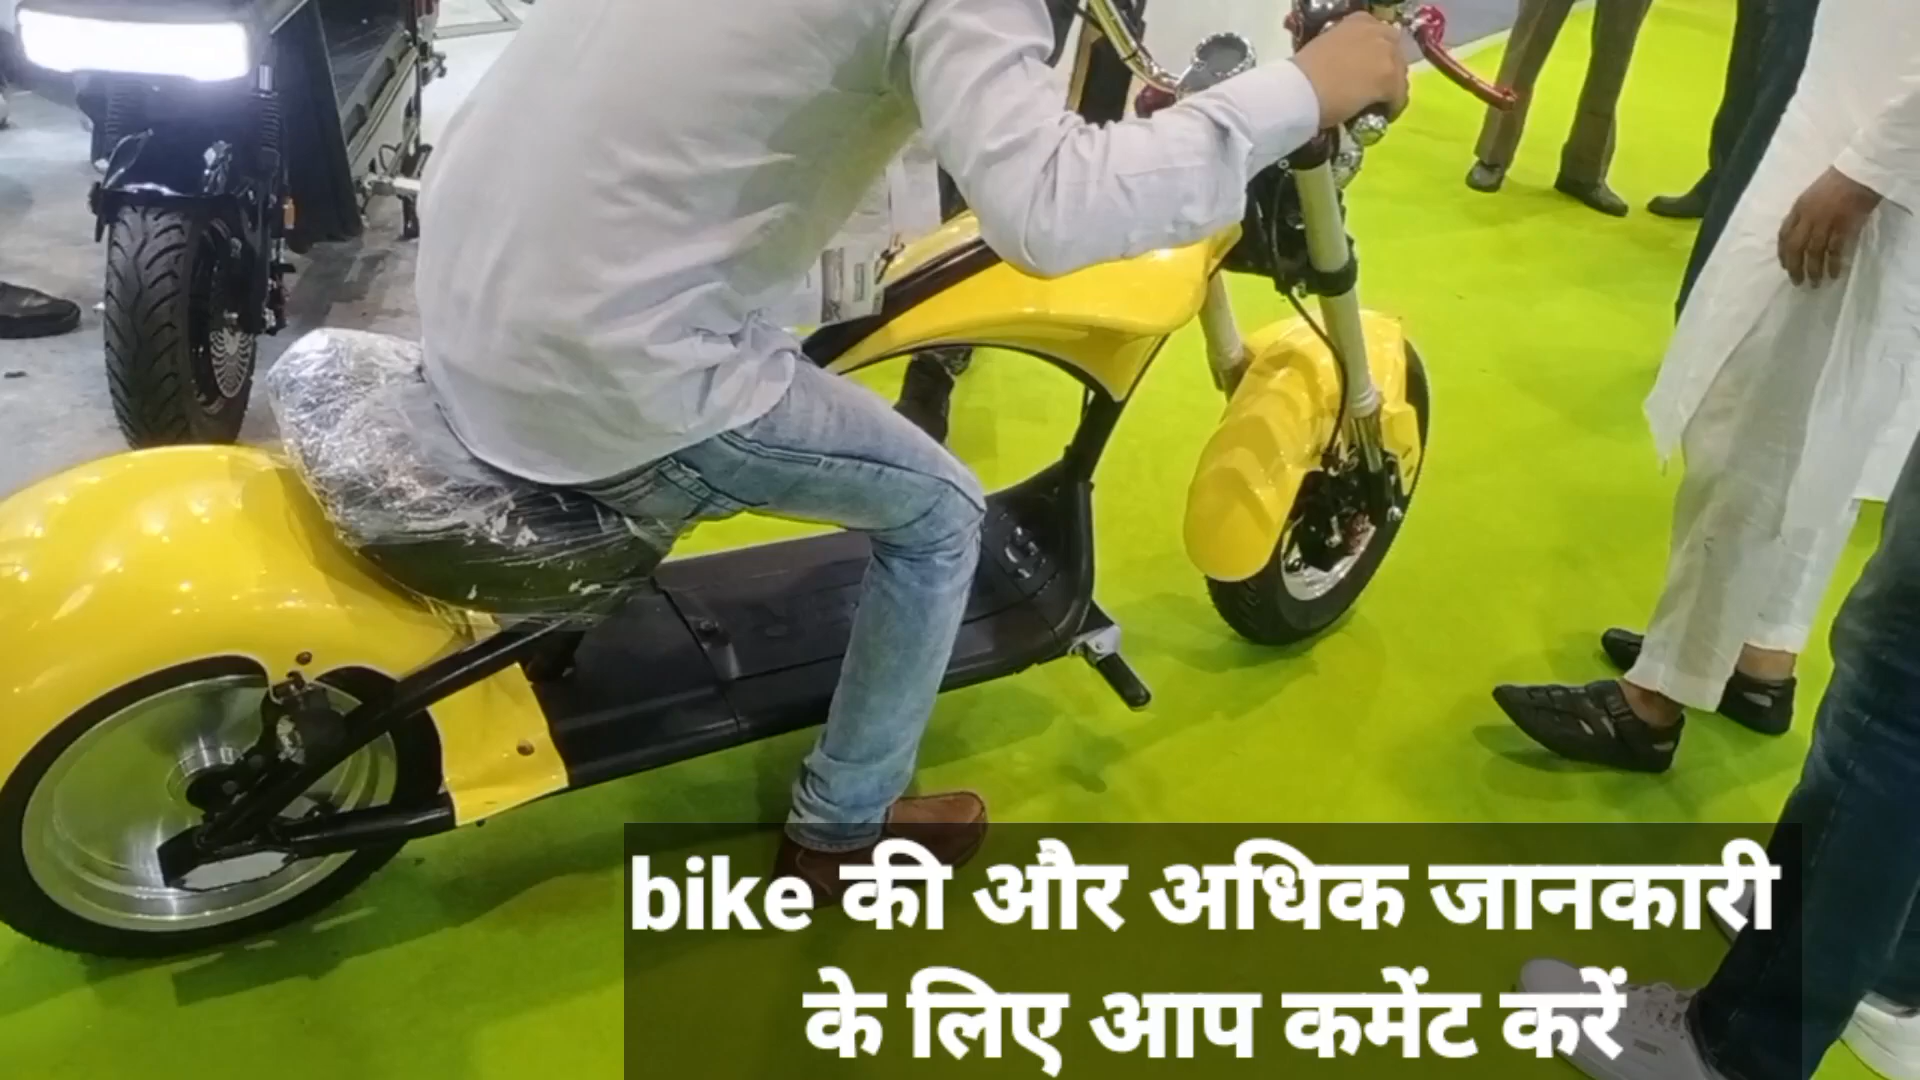 bike की और अधिक जानकारी
के लिए आप कमेंट करें